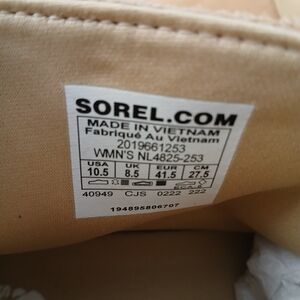 SOREL.COM
MADE IN VIETNAM
Fabriqué Au Vietnam
2019661253
WMN'S NL4825-253
USA UK EUR CM
10.5 8.5 41.5 27.5
40949 CJS 0222 222
194895806707